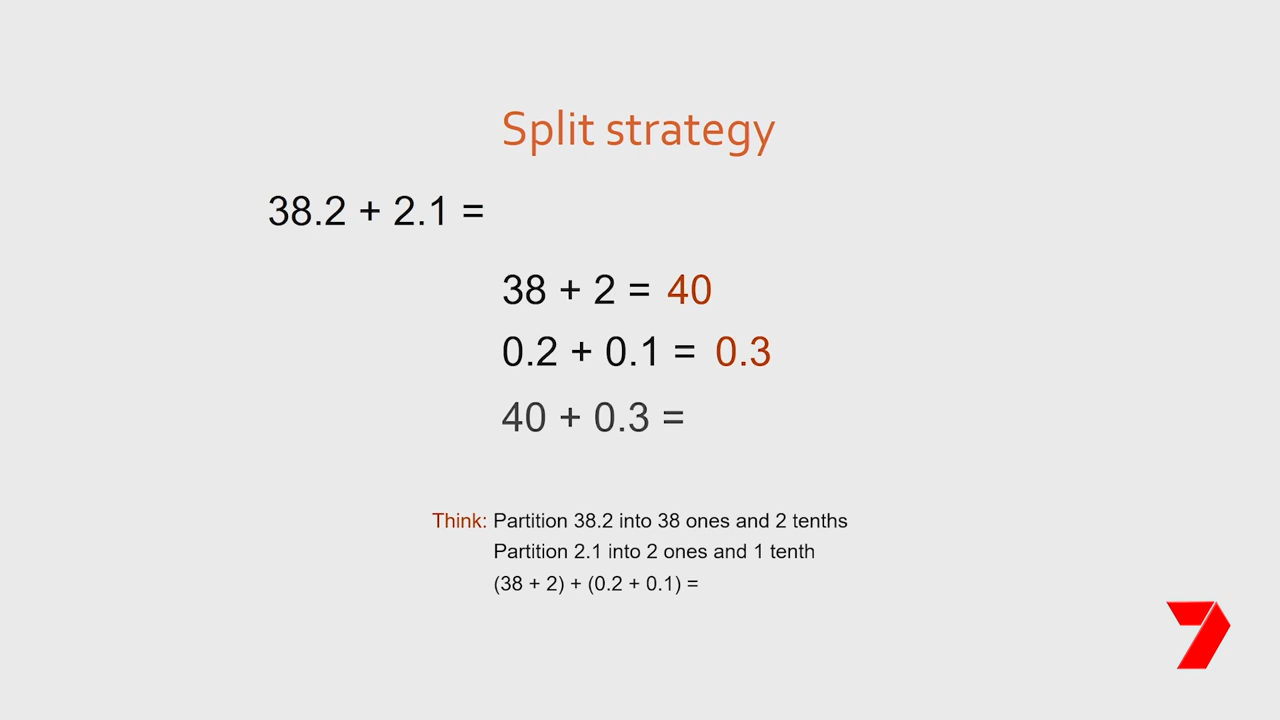 Split strategy
38.2 + 2.1 =
38 + 2 = 40
0.2 + 0.1 = 0.3
40 + 0.3 =
Think: Partition 38.2 into 38 ones and 2 tenths
Partition 2.1 into 2 ones and 1 tenth
(38 + 2) + (0.2 + 0.1) =
7